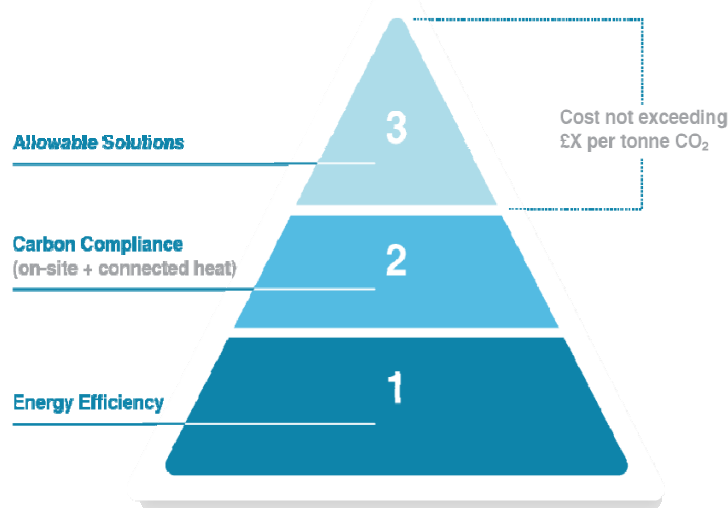 3
Cost not exceeding
£X per tonne CO₂
Allowable Solutions
Carbon Compliance
(on-site + connected heat)
2
1
Energy Efficiency